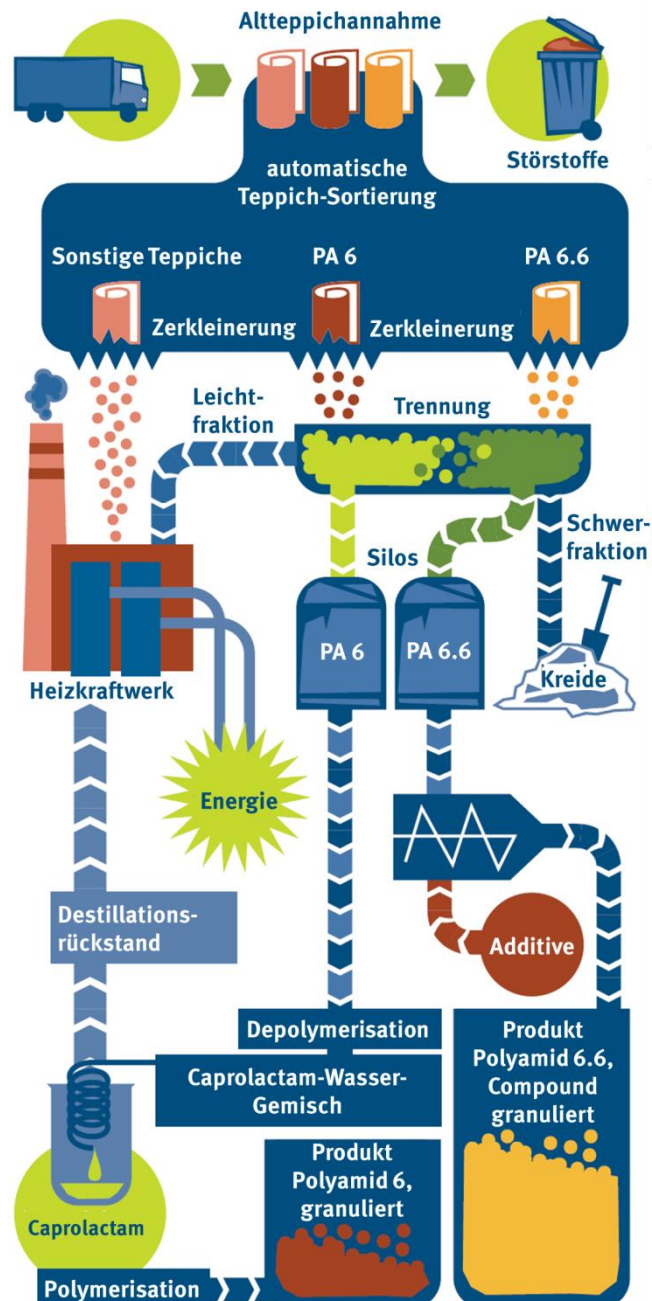 Altteppichannahme
Störstoffe
automatische
Teppich-Sortierung
Sonstige Teppiche
PA 6
PA 6.6
Zerkleinerung
Zerkleinerung
Leicht-
fraktion
Trennung
Schwer-
fraktion
Silos
PA 6
PA 6.6
Kreide
Heizkraftwerk
Energie
Destillations-
rückstand
Additive
Depolymerisation
Caprolactam-Wasser-
Gemisch
Produkt
Polyamid 6.6,
Compound
granuliert
Produkt
Polyamid 6,
granuliert
Caprolactam
Polymerisation